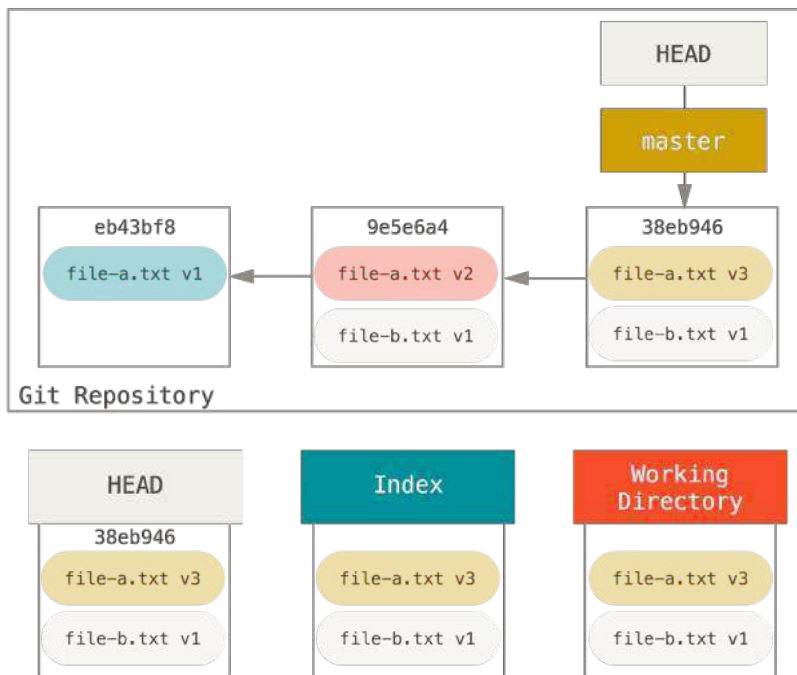 HEAD
master
eb43bf8
9e5e6a4
38eb946
file-a.txt v1
file-a.txt v2
file-a.txt v3
file-b.txt v1
file-b.txt v1
Git Repository
HEAD
Index
Working
Directory
38eb946
file-a.txt v3
file-a.txt v3
file-a.txt v3
file-b.txt v1
file-b.txt v1
file-b.txt v1